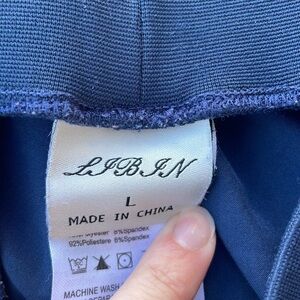 LIBIN
L
MADE IN CHINA
8%Spandex
92%Poliestere 8%Spandex
MACHINE WASH